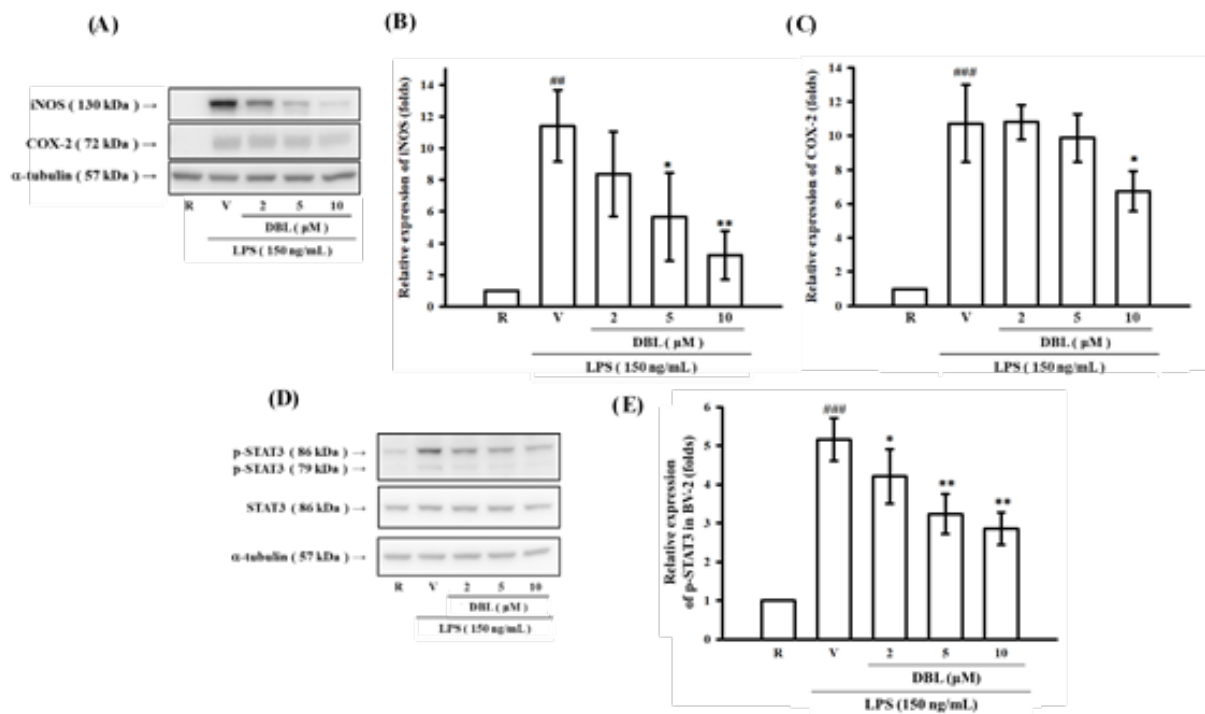 (A)
iNOS ( 130 kDa ) →
COX-2 ( 72 kDa ) →
α-tubulin ( 57 kDa ) →
R V 2 5 10
DBL ( μM )
LPS ( 150 ng/mL )
(B)
Relative expression of iNOS (folds)
14
12
10
8
6
4
2
0
##
*
**
R V 2 5 10
DBL ( μM )
LPS ( 150 ng/mL )
(C)
Relative expression of COX-2 (folds)
14
12
10
8
6
4
2
0
###
*
R V 2 5 10
DBL ( μM )
LPS ( 150 ng/mL )
(D)
p-STAT3 ( 86 kDa ) →
p-STAT3 ( 79 kDa ) →
STAT3 ( 86 kDa ) →
α-tubulin ( 57 kDa ) →
R V 2 5 10
DBL ( μM )
LPS ( 150 ng/mL )
(E)
Relative expression
of p-STAT3 in BV-2 (folds)
6
5
4
3
2
1
0
###
*
**
**
R V 2 5 10
DBL (μM)
LPS (150 ng/mL)